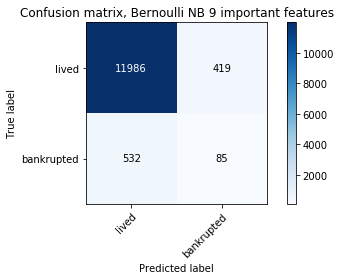 Confusion matrix, Bernoulli NB 9 important features
True label
lived
bankrupted
11986
419
532
85
lived
bankrupted
Predicted label
10000
8000
6000
4000
2000